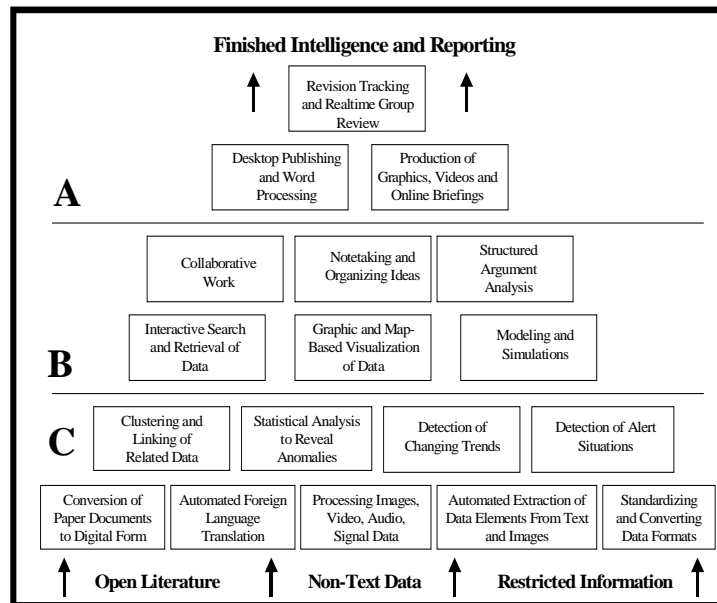 Finished Intelligence and Reporting
Revision Tracking
and Realtime Group
Review
Desktop Publishing
and Word
Processing
Production of
Graphics, Videos and
Online Briefings
A
Collaborative
Work
Notetaking and
Organizing Ideas
Structured
Argument
Analysis
Interactive Search
and Retrieval of
Data
Graphic and Map-
Based Visualization
of Data
Modeling and
Simulations
B
C
Clustering and
Linking of
Related Data
Statistical Analysis
to Reveal
Anomalies
Detection of
Changing Trends
Detection of Alert
Situations
Conversion of
Paper Documents
to Digital Form
Automated Foreign
Language
Translation
Processing Images,
Video, Audio,
Signal Data
Automated Extraction of
Data Elements From Text
and Images
Standardizing
and Converting
Data Formats
Open Literature
Non-Text Data
Restricted Information